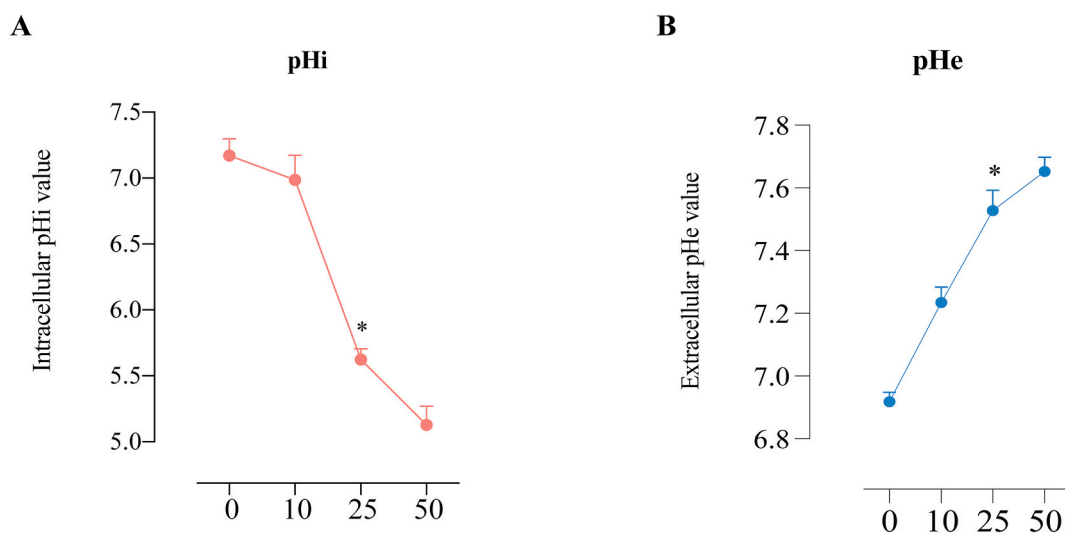 A
pHi
Intracellular pHi value
7.5
7.0
6.5
6.0
5.5
5.0
*
0 10 25 50
B
pHe
Extracellular pHe value
7.8
7.6
7.4
7.2
7.0
6.8
*
0 10 25 50